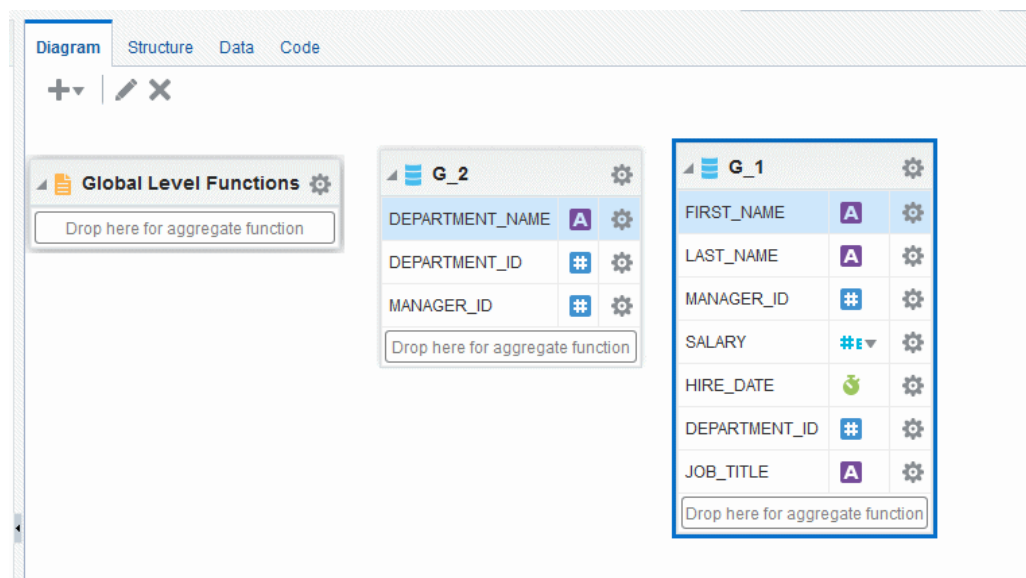 Diagram Structure Data Code
Global Level Functions
Drop here for aggregate function
G_2
DEPARTMENT_NAME A
DEPARTMENT_ID #
MANAGER_ID #
Drop here for aggregate function
G_1
FIRST_NAME A
LAST_NAME A
MANAGER_ID #
SALARY #E
HIRE_DATE
DEPARTMENT_ID #
JOB_TITLE A
Drop here for aggregate function